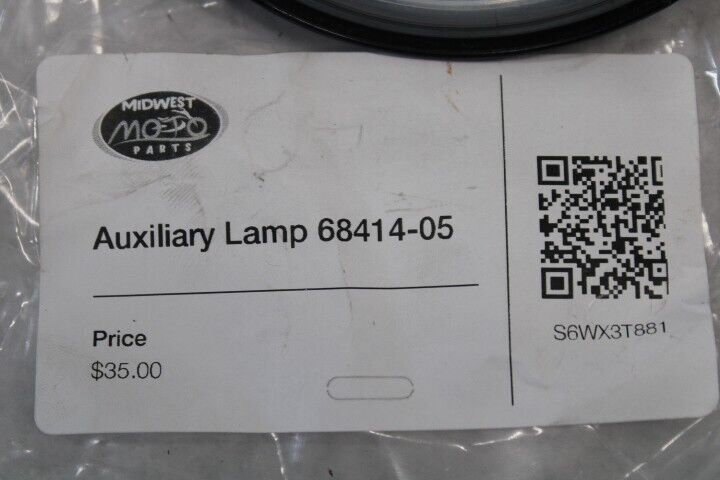 MIDWEST
MOTO
PARTS
Auxiliary Lamp 68414-05
Price
$35.00
S6WX3T881